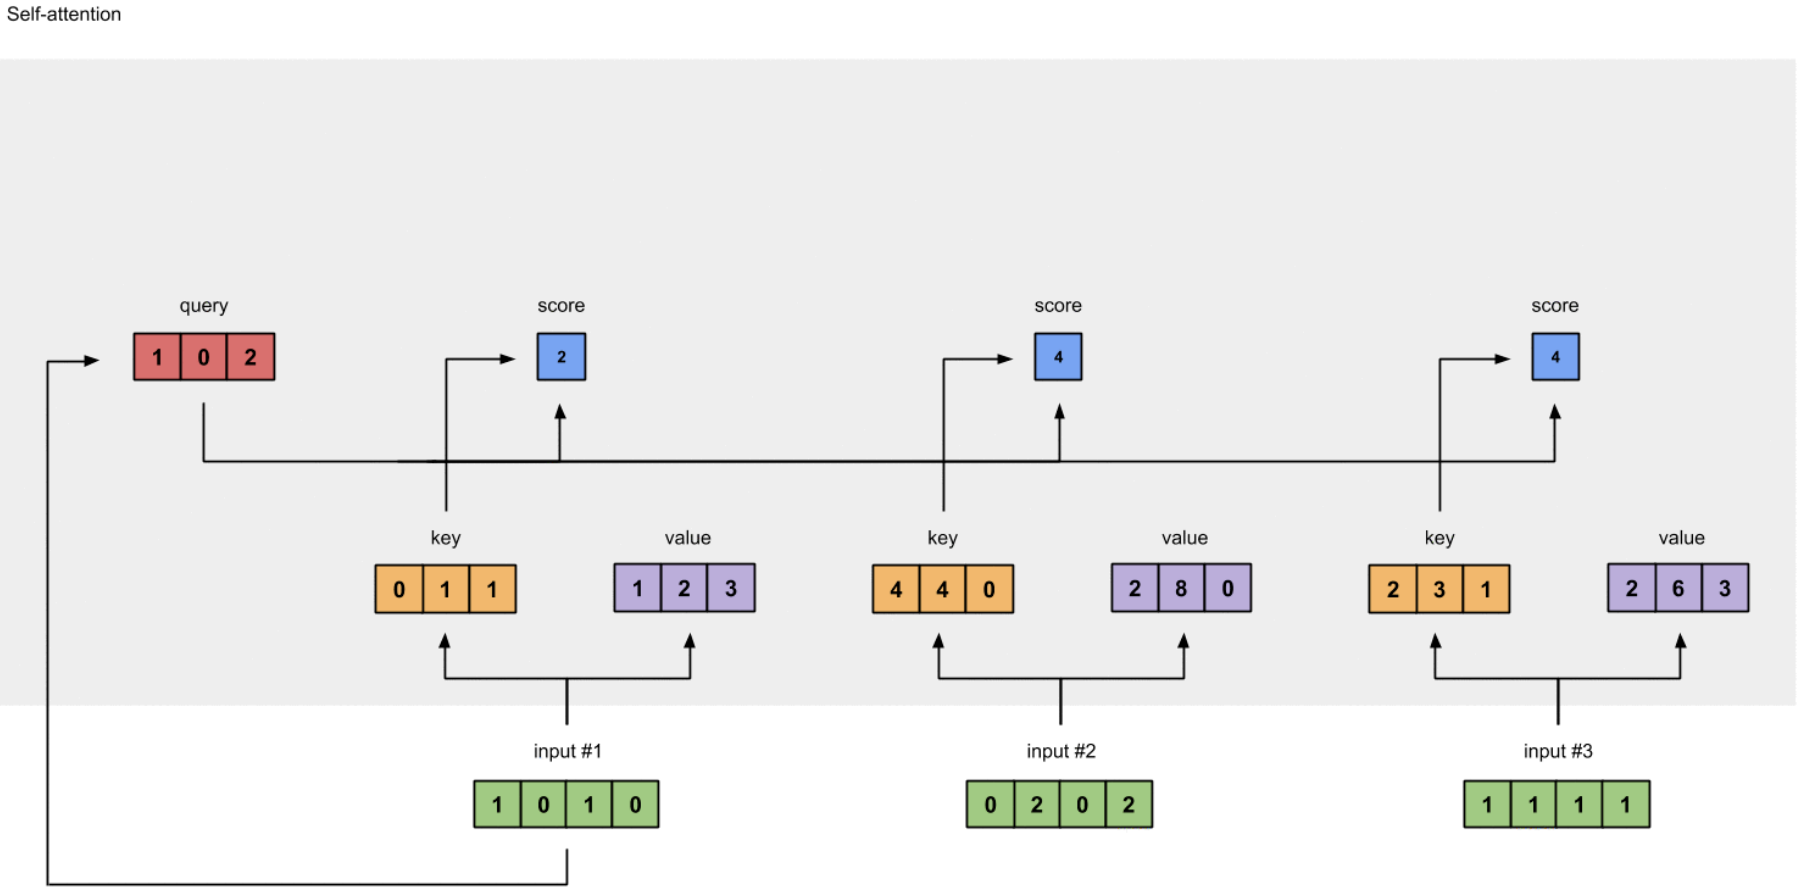 Self-attention
query score score score
1 0 2 2 4 4
key value key value key value
0 1 1 1 2 3 4 4 0 2 8 0 2 3 1 2 6 3
input #1 input #2 input #3
1 0 1 0 0 2 0 2 1 1 1 1